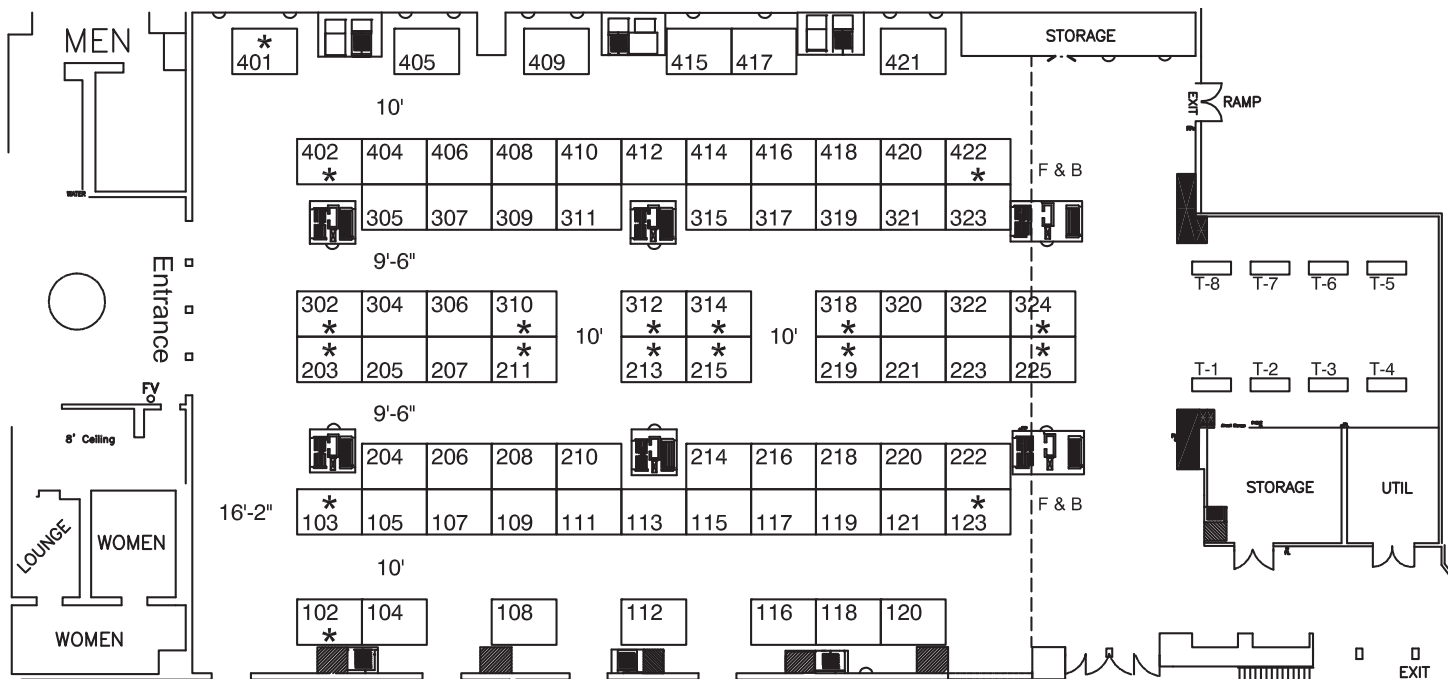 MEN
* 401
405
409
415 417
421
STORAGE
10'
EXIT
RAMP
402 404 406 408 410 412 414 416 418 420 422
* *
F & B
WATER
305 307 309 311 315 317 319 321 323
Entrance
9'-6"
T-8 T-7 T-6 T-5
302 304 306 310 312 314 318 320 322 324
* * * * * *
10' 10'
* * * * * *
203 205 207 211 213 215 219 221 223 225
T-1 T-2 T-3 T-4
FV
9'-6"
8' Ceiling
204 206 208 210 214 216 218 220 222
STORAGE
UTIL
* *
103 105 107 109 111 113 115 117 119 121 123
F & B
16'-2"
LOUNGE
WOMEN
10'
102 104 108 112 116 118 120
*
WOMEN
EXIT